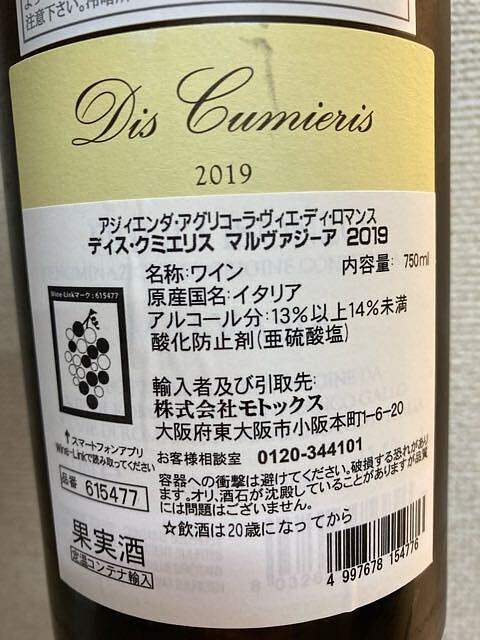 注意下さい。冷暗所
Dis Cumieris
2019
アジィエンダ・アグリコーラ・ヴィエ・ディ・ロマンス
ディス・クミエリス マルヴァジーア 2019
名称:ワイン 内容量: 750ml
原産国名:イタリア
アルコール分:13%以上14%未満
酸化防止剤(亜硫酸塩)
Wine-Linkマーク:615477
輸入者及び引取先:
株式会社モトックス
大阪府東大阪市小阪本町1-6-20
↑スマートフォンアプリ
Wine-Linkで読み取ってください
お客様相談室 0120-344101
品番 615477
容器への衝撃は避けてください。破損する恐れがあり
ます。オリ、酒石が沈殿していることがありますが品質
には問題はございません。
☆飲酒は20歳になってから
果実酒
定温コンテナ輸入
4 997678 154776